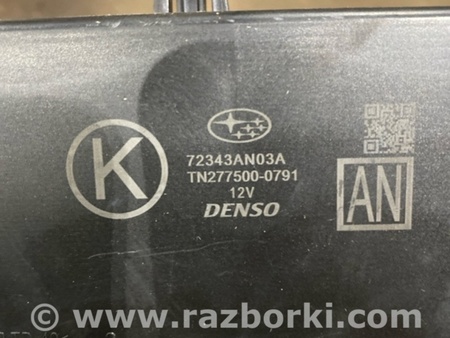 K
72343AN03A
TN277500-0791
12V
DENSO
AN
© www.razborki.com